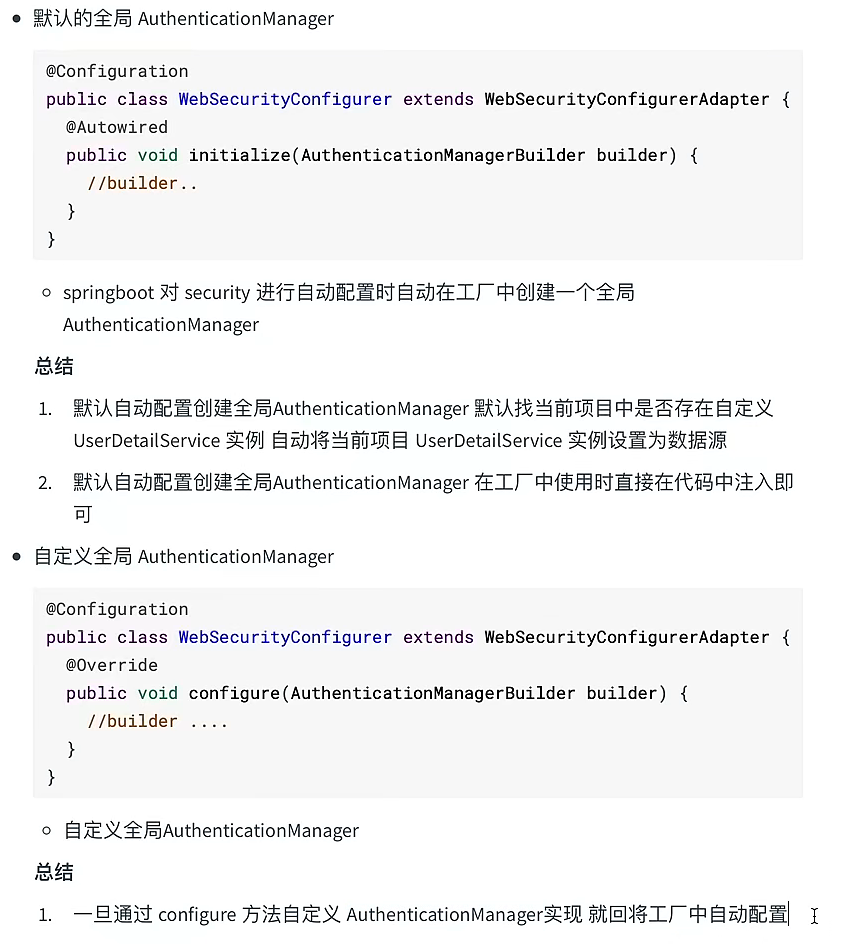 默认的全局 AuthenticationManager
@Configuration
public class WebSecurityConfigurer extends WebSecurityConfigurerAdapter {
@Autowired
public void initialize(AuthenticationManagerBuilder builder) {
//builder..
}
}
springboot 对 security 进行自动配置时自动在工厂中创建一个全局
AuthenticationManager
总结
1. 默认自动配置创建全局AuthenticationManager 默认找当前项目中是否存在自定义
UserDetailService 实例 自动将当前项目 UserDetailService 实例设置为数据源
2. 默认自动配置创建全局AuthenticationManager 在工厂中使用时直接在代码中注入即
可
自定义全局 AuthenticationManager
@Configuration
public class WebSecurityConfigurer extends WebSecurityConfigurerAdapter {
@Override
public void configure(AuthenticationManagerBuilder builder) {
//builder ....
}
}
自定义全局AuthenticationManager
总结
1. 一旦通过 configure 方法自定义 AuthenticationManager实现 就回将工厂中自动配置